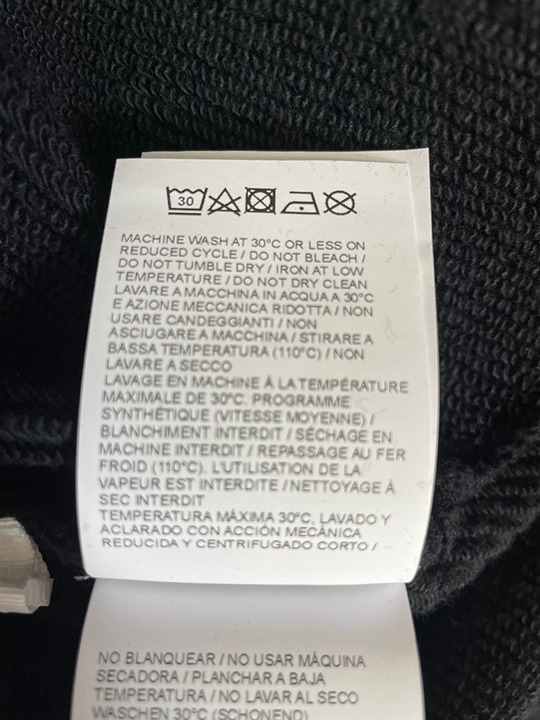 30
MACHINE WASH AT 30°C OR LESS ON
REDUCED CYCLE / DO NOT BLEACH /
DO NOT TUMBLE DRY / IRON AT LOW
TEMPERATURE / DO NOT DRY CLEAN
LAVARE A MACCHINA IN ACQUA A 30°C
E AZIONE MECCANICA RIDOTTA / NON
USARE CANDEGGIANTI / NON
ASCIUGARE A MACCHINA / STIRARE A
BASSA TEMPERATURA (110°C) / NON
LAVARE A SECCO
LAVAGE EN MACHINE À LA TEMPÉRATURE
MAXIMALE DE 30°C. PROGRAMME
SYNTHÉTIQUE (VITESSE MOYENNE) /
BLANCHIMENT INTERDIT / SÉCHAGE EN
MACHINE INTERDIT / REPASSAGE AU FER
FROID (110°C). L'UTILISATION DE LA
VAPEUR EST INTERDITE / NETTOYAGE À
SEC INTERDIT
TEMPERATURA MÁXIMA 30°C, LAVADO Y
ACLARADO CON ACCIÓN MECÁNICA
REDUCIDA Y CENTRIFUGADO CORTO /
NO BLANQUEAR / NO USAR MÁQUINA
SECADORA / PLANCHAR A BAJA
TEMPERATURA / NO LAVAR AL SECO
WASCHEN 30°C (SCHONEND)